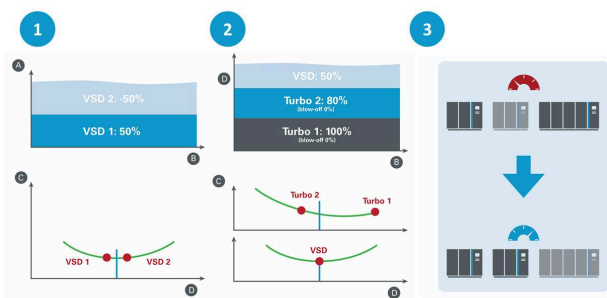 1
2
3
A
VSD 2: -50%
VSD 1: 50%
B
D
VSD: 50%
Turbo 2: 80%
(blow-off 0%)
Turbo 1: 100%
(blow-off 0%)
B
C
VSD 1
VSD 2
D
C
Turbo 2
Turbo 1
VSD
D